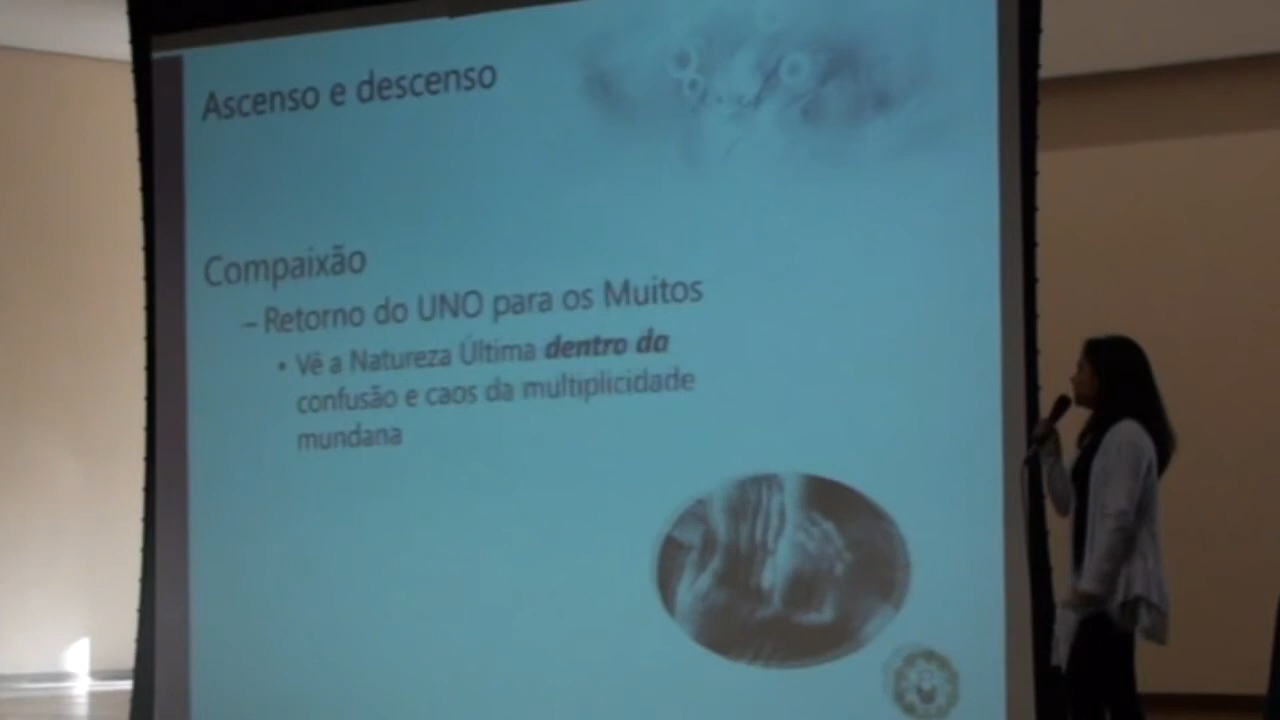 Ascenso e descenso
Compaixão
– Retorno do UNO para os Muitos
• Vê a Natureza Última dentro da
confusão e caos da multiplicidade
mundana